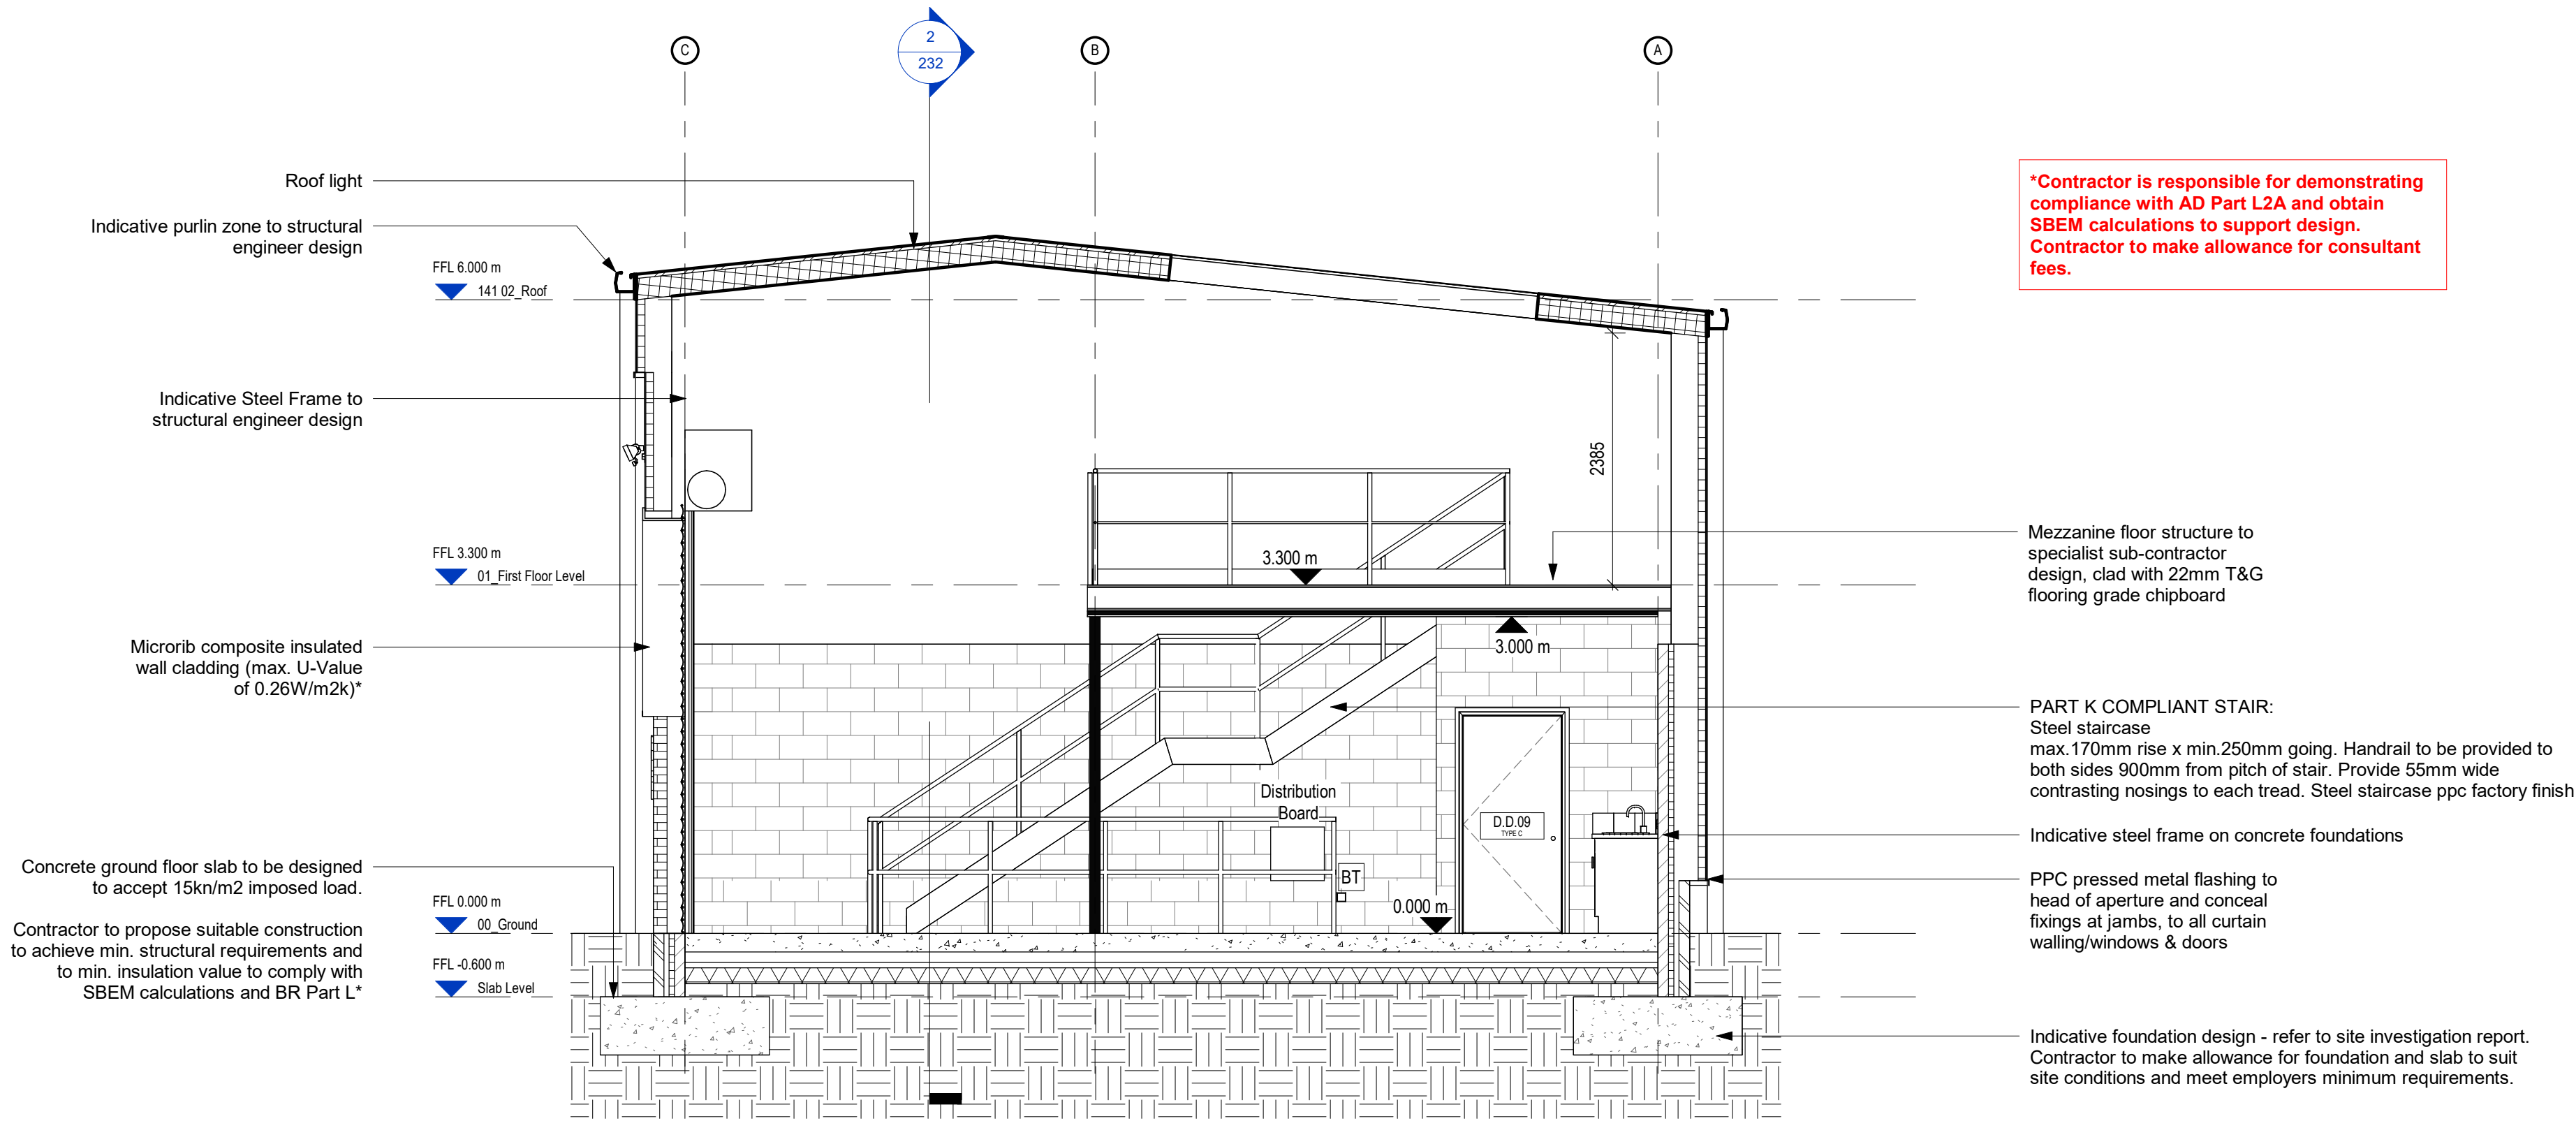 C
2
232
B
A
Roof light
Indicative purlin zone to structural
engineer design
FFL 6.000 m
141 02_Roof
*Contractor is responsible for demonstrating
compliance with AD Part L2A and obtain
SBEM calculations to support design.
Contractor to make allowance for consultant
fees.
Indicative Steel Frame to
structural engineer design
2385
FFL 3.300 m
01_First Floor Level
3.300 m
Mezzanine floor structure to
specialist sub-contractor
design, clad with 22mm T&G
flooring grade chipboard
Microrib composite insulated
wall cladding (max. U-Value
of 0.26W/m2k)*
3.000 m
PART K COMPLIANT STAIR:
Steel staircase
max.170mm rise x min.250mm going. Handrail to be provided to
both sides 900mm from pitch of stair. Provide 55mm wide
contrasting nosings to each tread. Steel staircase ppc factory finish
Distribution
Board
D.D.09
TYPE C
Indicative steel frame on concrete foundations
BT
Concrete ground floor slab to be designed
to accept 15kn/m2 imposed load.
Contractor to propose suitable construction
to achieve min. structural requirements and
to min. insulation value to comply with
SBEM calculations and BR Part L*
FFL 0.000 m
00_Ground
0.000 m
PPC pressed metal flashing to
head of aperture and conceal
fixings at jambs, to all curtain
walling/windows & doors
FFL -0.600 m
Slab Level
Indicative foundation design - refer to site investigation report.
Contractor to make allowance for foundation and slab to suit
site conditions and meet employers minimum requirements.